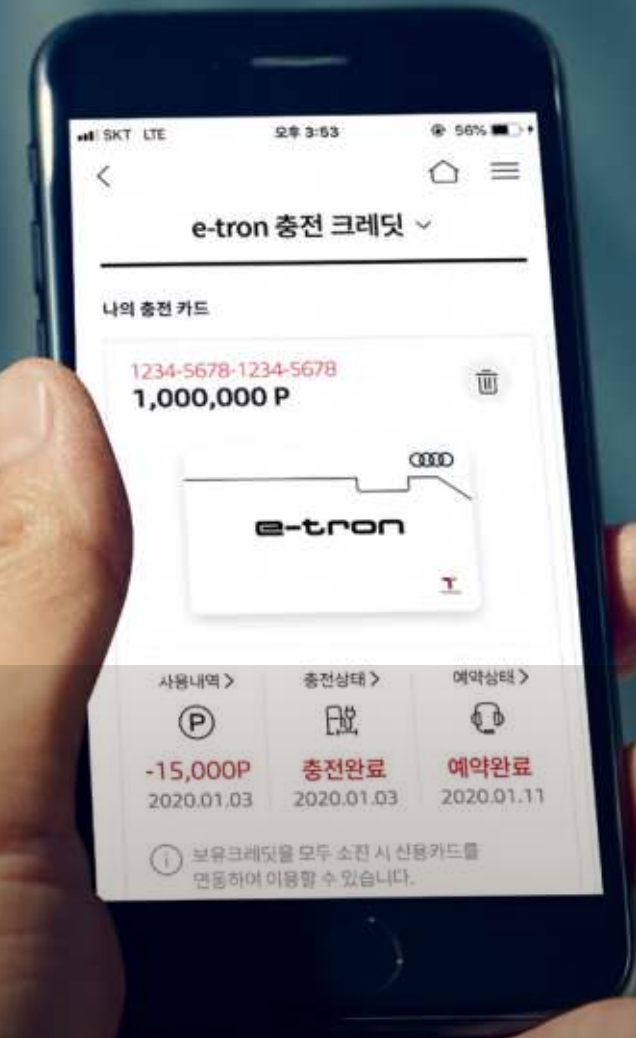 SKT LTE 오후 3:53 56%
e-tron 충전 크레딧
나의 충전 카드
1234-5678-1234-5678
1,000,000 P
e-tron
T
사용내역 > 충전상태 > 예약상태 >
P
-15,000P 충전완료 예약완료
2020.01.03 2020.01.03 2020.01.11
보유크레딧을 모두 소진 시 신용카드를
연동하여 이용할 수 있습니다.